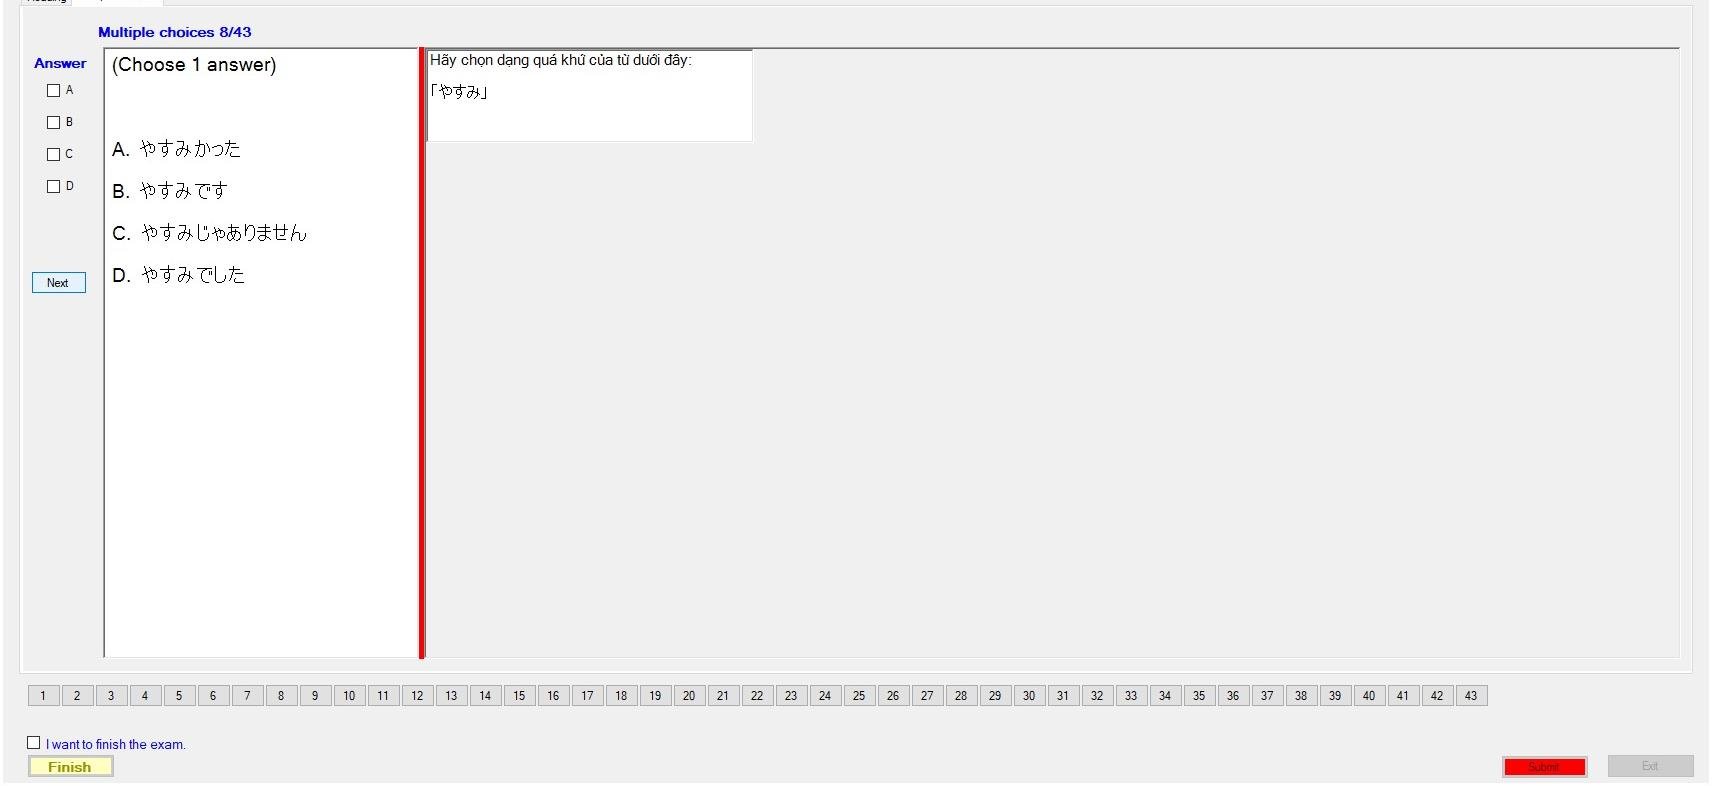 Multiple choices 8/43
Answer
A
B
C
D
Next
(Choose 1 answer)
A. やすみかった
B. やすみです
C. やすみじゃありません
D. やすみでした
Hãy chọn dạng quá khứ của từ dưới đây:
「やすみ」
1 2 3 4 5 6 7 8 9 10 11 12 13 14 15 16 17 18 19 20 21 22 23 24 25 26 27 28 29 30 31 32 33 34 35 36 37 38 39 40 41 42 43
I want to finish the exam.
Finish
Submit
Exit